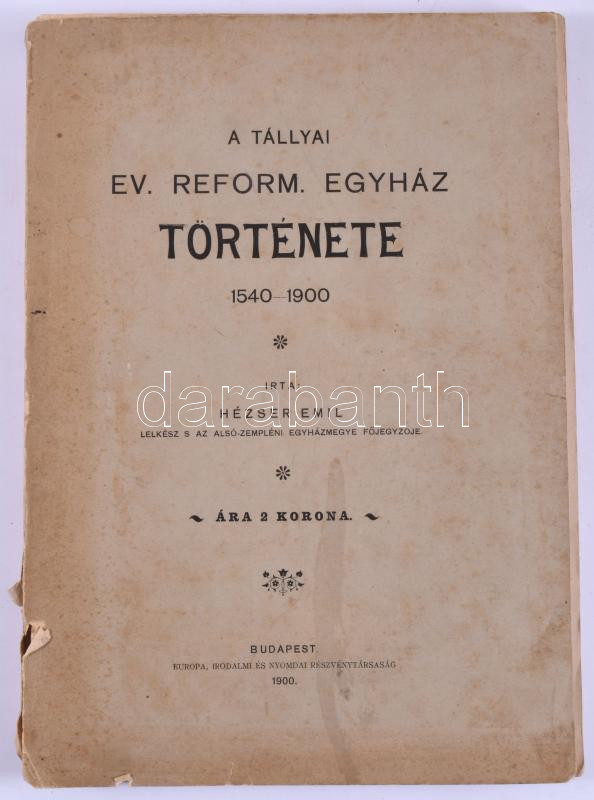 A TÁLLYAI
EV. REFORM. EGYHÁZ
TÖRTÉNETE
1540–1900
IRTA:
HÉZSER EMIL
LELKÉSZ S AZ ALSÓ-ZEMPLÉNI EGYHÁZMEGYE FŐJEGYZŐJE.
ÁRA 2 KORONA.
BUDAPEST.
EUROPA, IRODALMI ÉS NYOMDAI RÉSZVÉNYTÁRSASÁG
1900.
darabanth